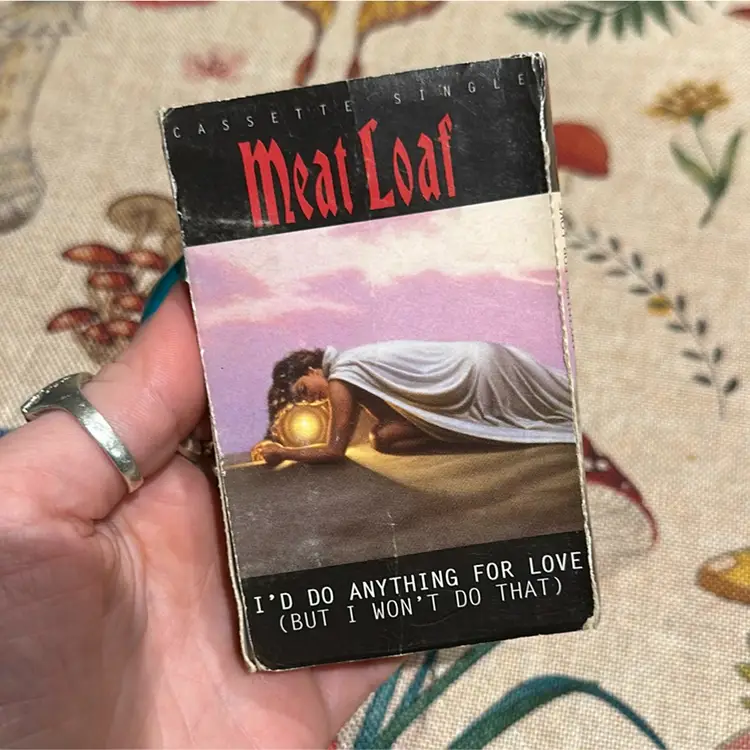 CASSETTE SINGLE
Meat Loaf
I'D DO ANYTHING FOR LOVE
(BUT I WON'T DO THAT)